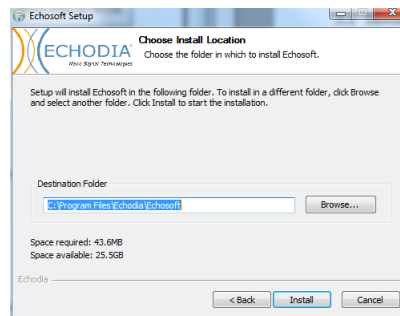 Echosoft Setup
ECHODIA
Nano Signal Technologies
Choose Install Location
Choose the folder in which to install Echosoft.
Setup will install Echosoft in the following folder. To install in a different folder, click Browse
and select another folder. Click Install to start the installation.
Destination Folder
C:\Program Files\Echodia\Echosoft
Browse...
Space required: 43.6MB
Space available: 25.5GB
Echodia
< Back
Install
Cancel